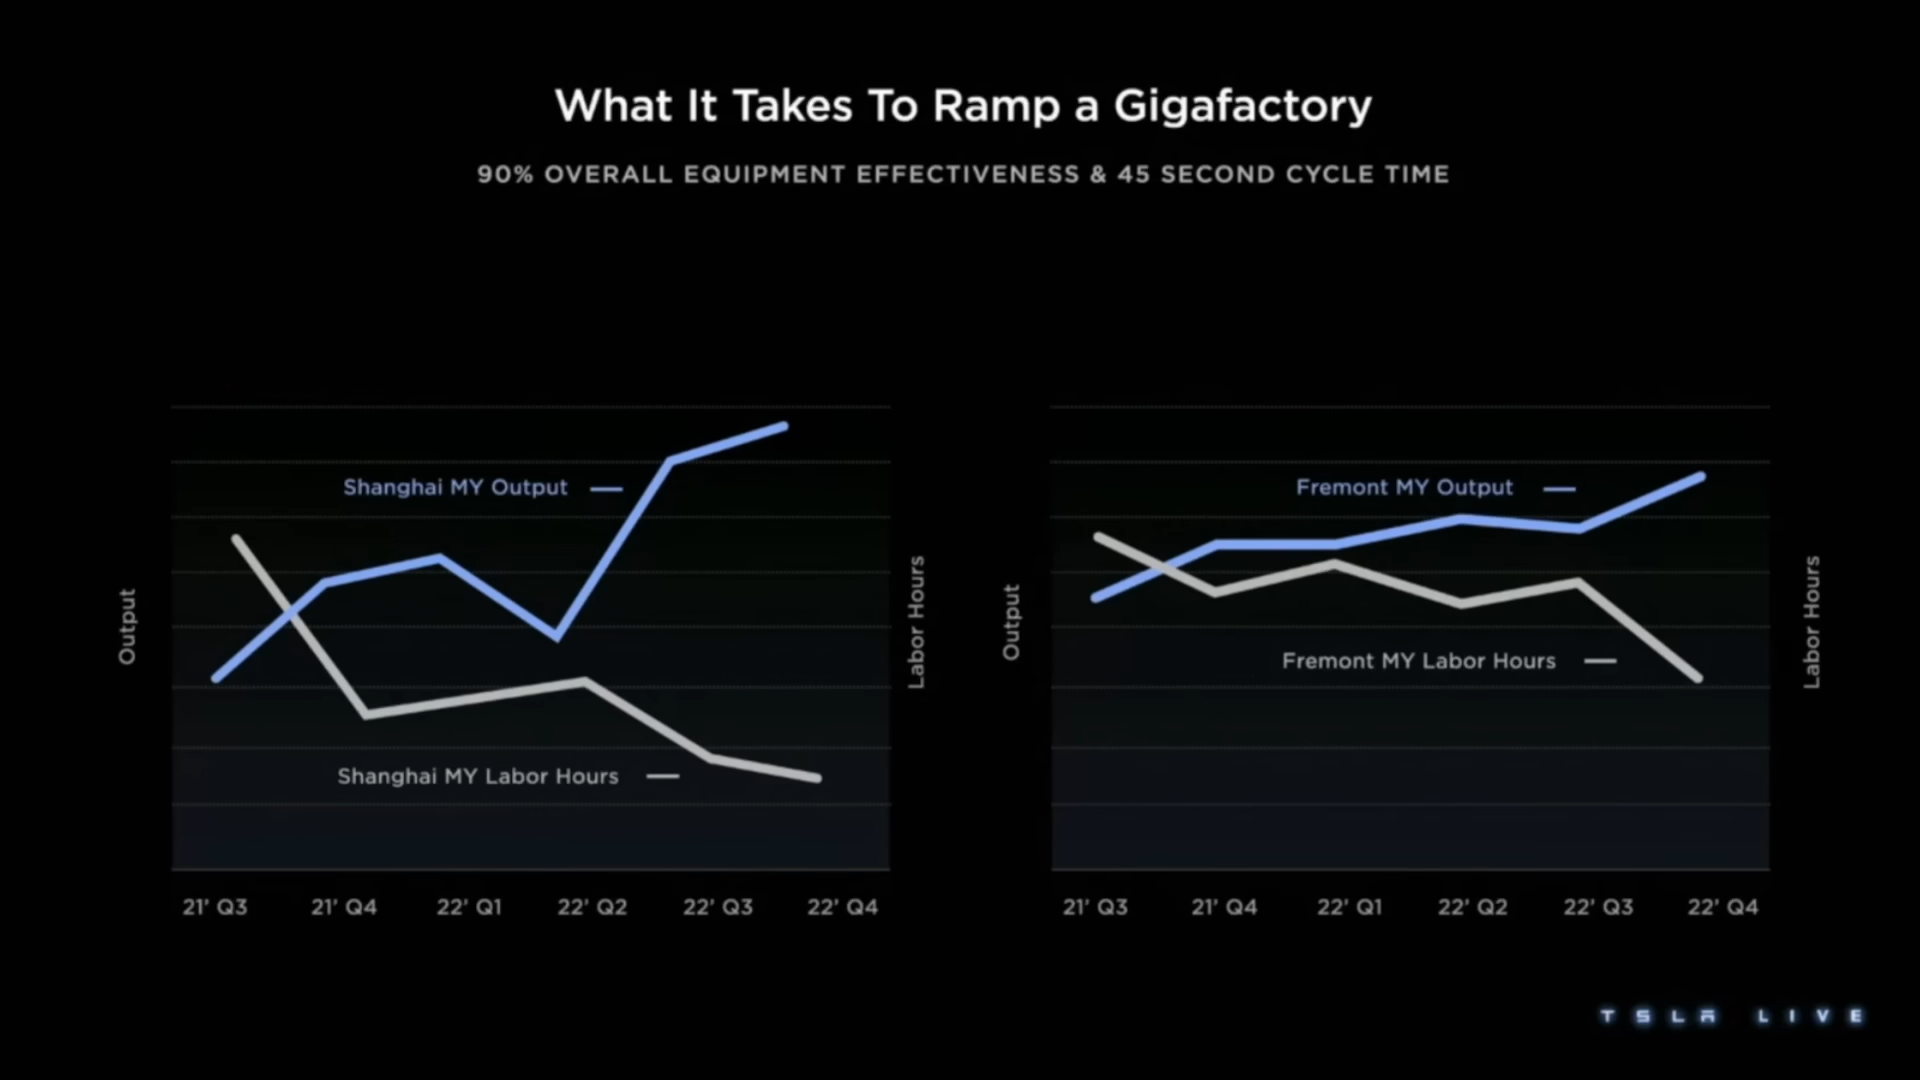 What It Takes To Ramp a Gigafactory
90% OVERALL EQUIPMENT EFFECTIVENESS & 45 SECOND CYCLE TIME
Output
Shanghai MY Output
Shanghai MY Labor Hours
Labor Hours
21' Q3 21' Q4 22' Q1 22' Q2 22' Q3 22' Q4
Output
Fremont MY Output
Fremont MY Labor Hours
Labor Hours
21' Q3 21' Q4 22' Q1 22' Q2 22' Q3 22' Q4
TSLA LIVE